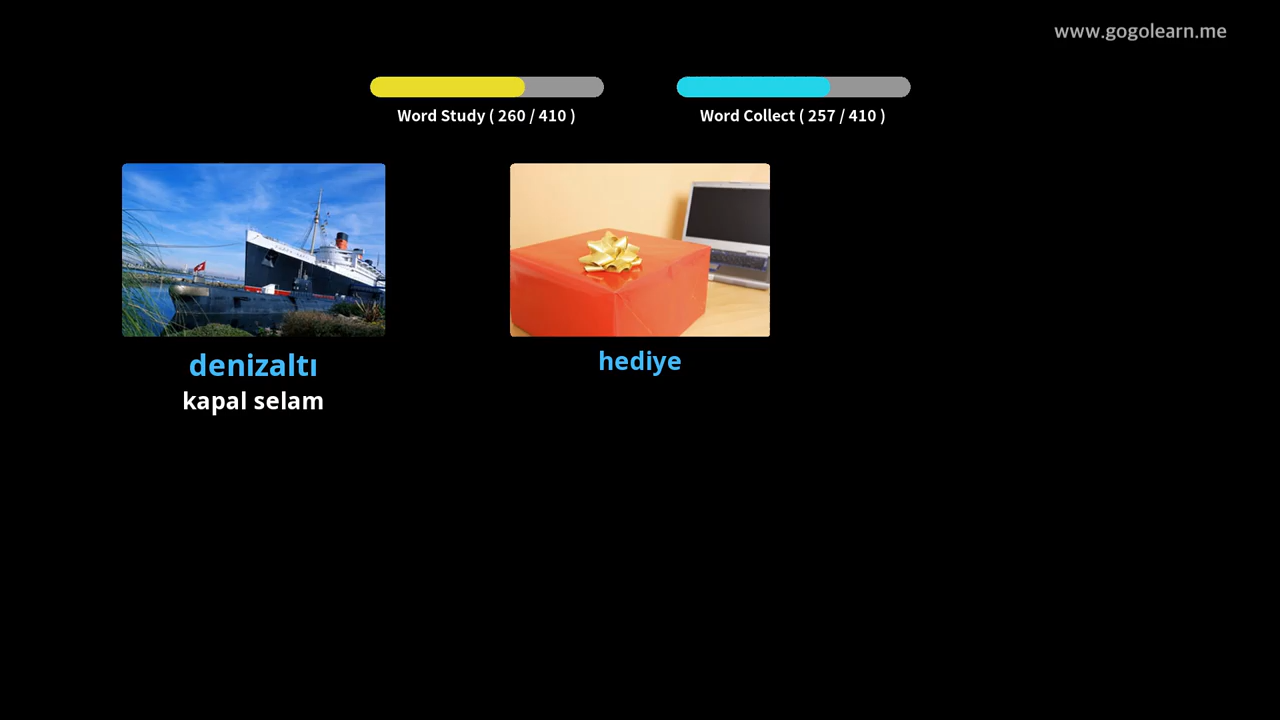 www.gogolearn.me
Word Study ( 260 / 410 )
Word Collect ( 257 / 410 )
denizaltı
kapal selam
hediye